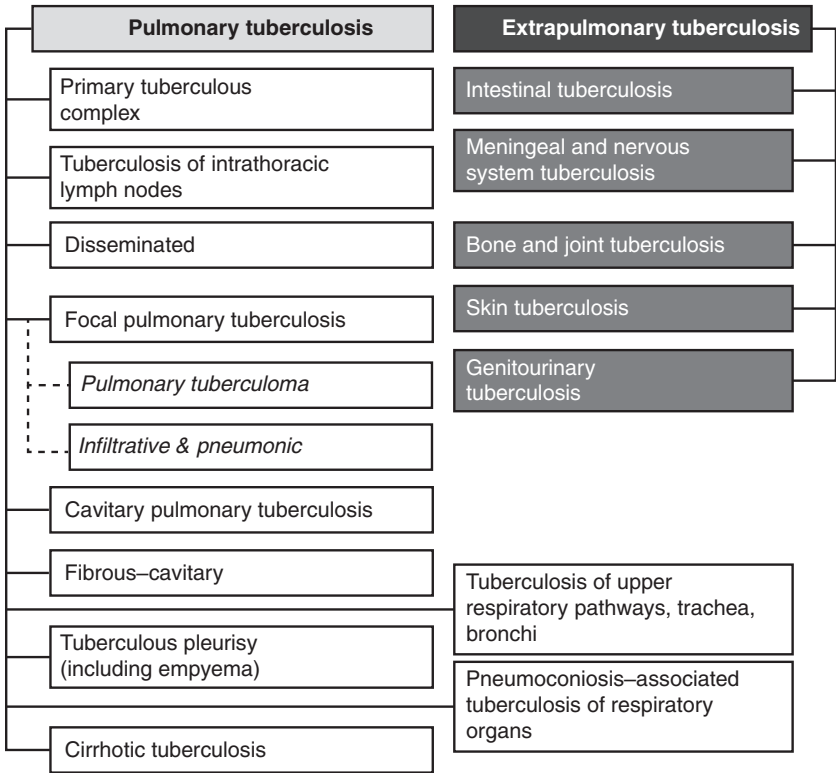 Pulmonary tuberculosis
Primary tuberculous
complex
Tuberculosis of intrathoracic
lymph nodes
Disseminated
Focal pulmonary tuberculosis
Pulmonary tuberculoma
Infiltrative & pneumonic
Cavitary pulmonary tuberculosis
Fibrous–cavitary
Tuberculous pleurisy
(including empyema)
Cirrhotic tuberculosis
Extrapulmonary tuberculosis
Intestinal tuberculosis
Meningeal and nervous
system tuberculosis
Bone and joint tuberculosis
Skin tuberculosis
Genitourinary
tuberculosis
Tuberculosis of upper
respiratory pathways, trachea,
bronchi
Pneumoconiosis–associated
tuberculosis of respiratory
organs